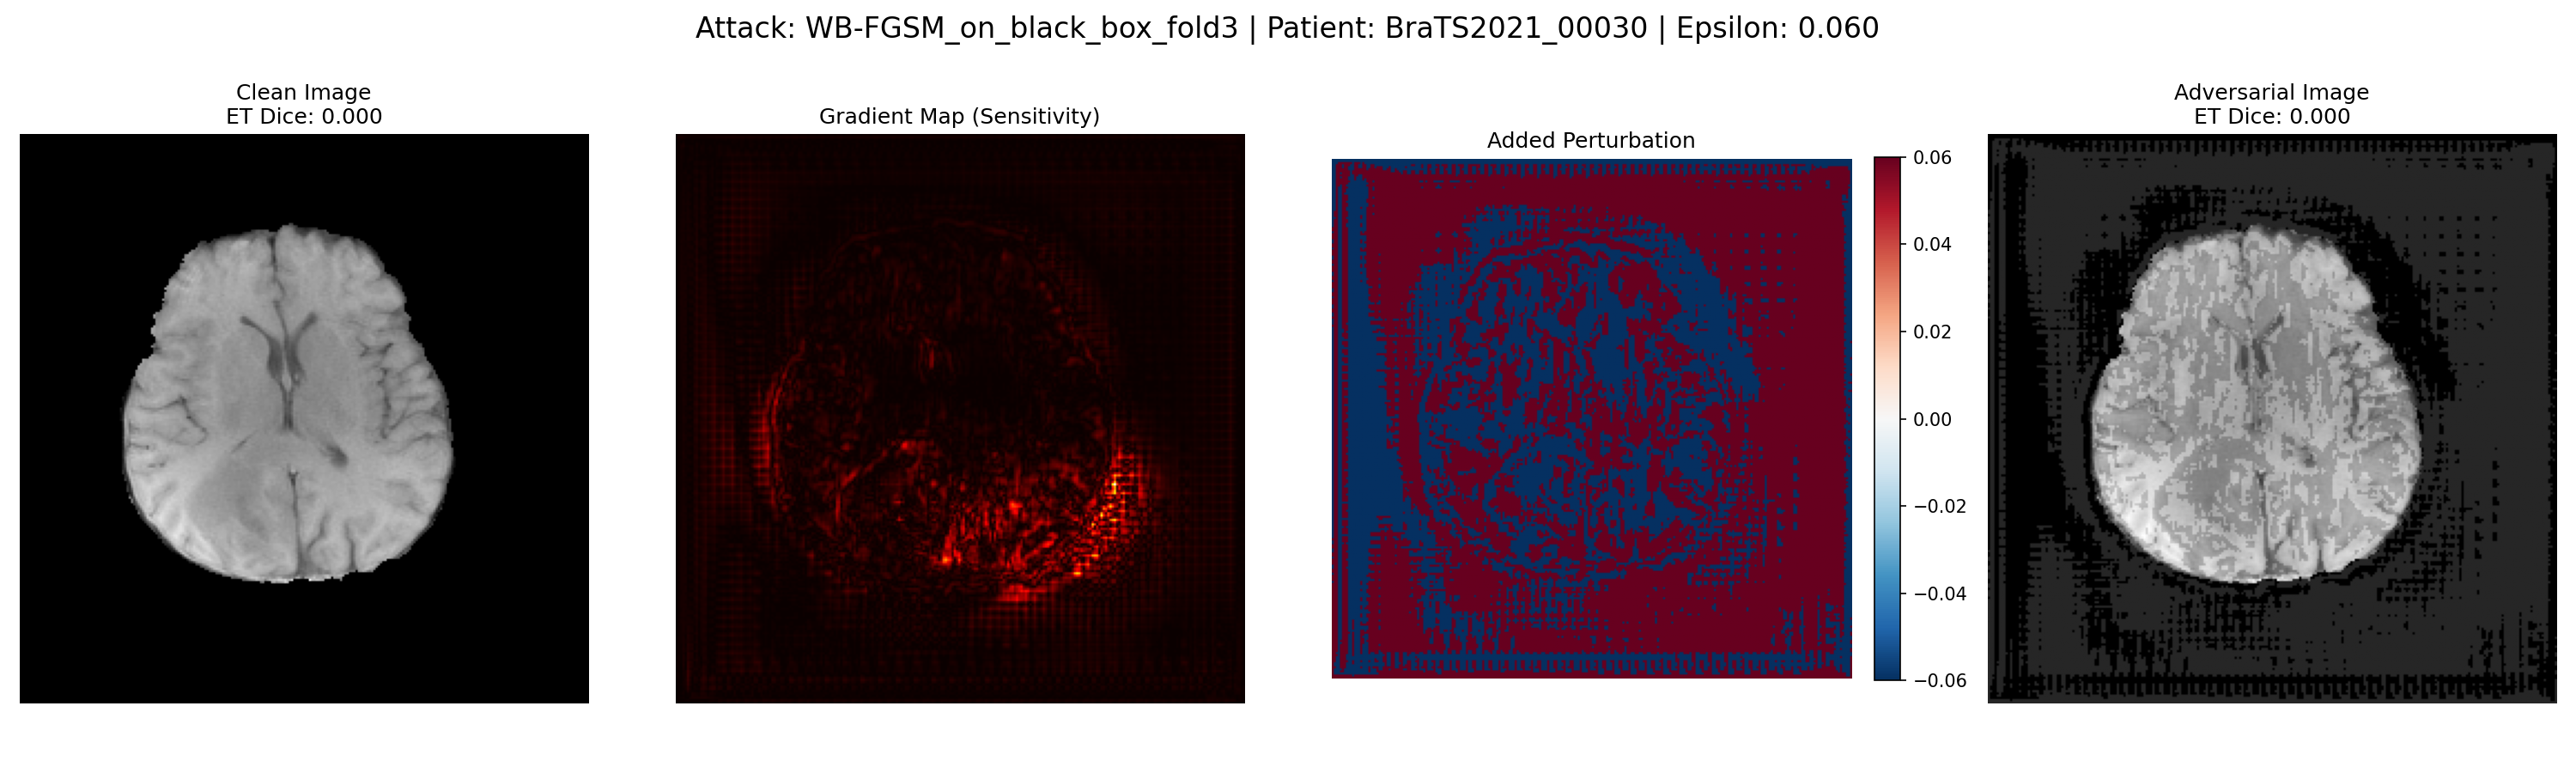 Attack: WB-FGSM_on_black_box_fold3 | Patient: BraTS2021_00030 | Epsilon: 0.060
Clean Image
ET Dice: 0.000
Gradient Map (Sensitivity)
Added Perturbation
0.06
0.04
0.02
0.00
−0.02
−0.04
−0.06
Adversarial Image
ET Dice: 0.000